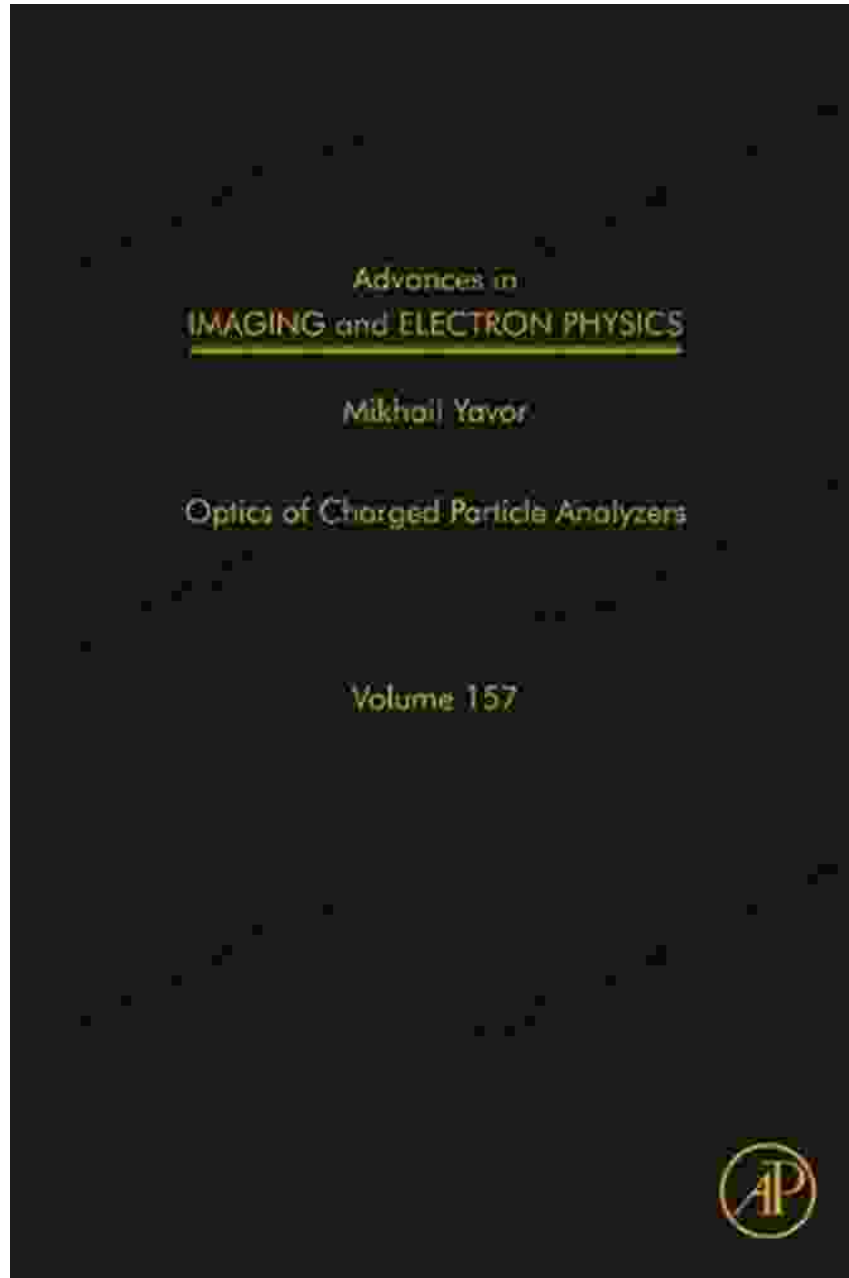 Advances in
IMAGING and ELECTRON PHYSICS
Mikhail Yavor
Optics of Charged Particle Analyzers
Volume 157
AP